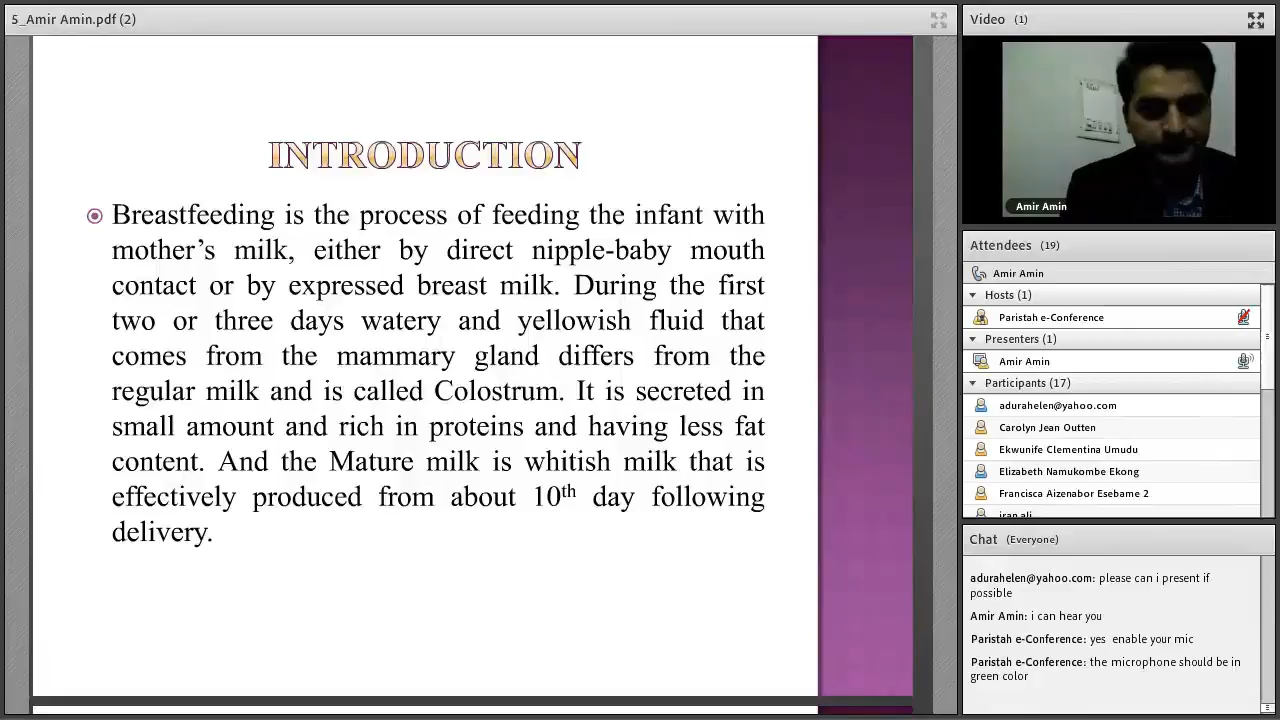 5_Amir Amin.pdf (2)
INTRODUCTION
Breastfeeding is the process of feeding the infant with
mother's milk, either by direct nipple-baby mouth
contact or by expressed breast milk. During the first
two or three days watery and yellowish fluid that
comes from the mammary gland differs from the
regular milk and is called Colostrum. It is secreted in
small amount and rich in proteins and having less fat
content. And the Mature milk is whitish milk that is
effectively produced from about 10th day following
delivery.
Video (1)
Amir Amin
Attendees (19)
Amir Amin
Hosts (1)
Paristah e-Conference
Presenters (1)
Amir Amin
Participants (17)
adurahelen@yahoo.com
Carolyn Jean Outten
Ekwunife Clementina Umudu
Elizabeth Namukombe Ekong
Francisca Aizenabor Esebame 2
iran ali
Chat (Everyone)
adurahelen@yahoo.com: please can i present if
possible
Amir Amin: i can hear you
Paristah e-Conference: yes enable your mic
Paristah e-Conference: the microphone should be in
green color